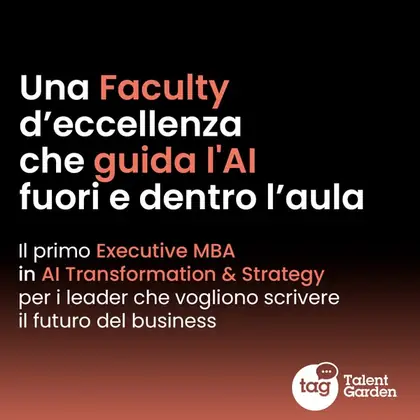 Una Faculty
d’eccellenza
che guida l'AI
fuori e dentro l’aula
Il primo Executive MBA
in AI Transformation & Strategy
per i leader che vogliono scrivere
il futuro del business
tag
Talent
Garden